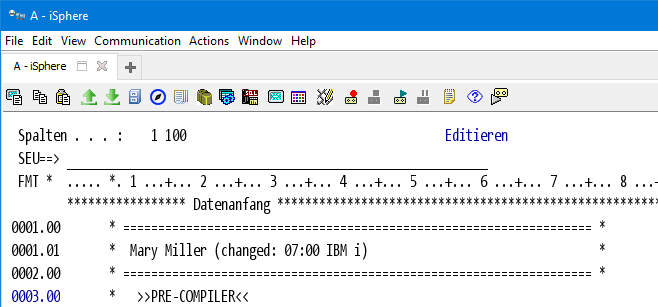 A - iSphere
File Edit View Communication Actions Window Help
A - iSphere
Spalten . . . :    1 100                                        Editieren
SEU==>
FMT *  ..... *. 1 ...+... 2 ...+... 3 ...+... 4 ...+... 5 ...+... 6 ...+... 7 ...+... 8 ...
***************** Datenanfang ******************************************************
0001.00       * =================================================================== *
0001.01       *  Mary Miller (changed: 07:00 IBM i)                                 *
0002.00       * =================================================================== *
0003.00       *   >>PRE-COMPILER<<